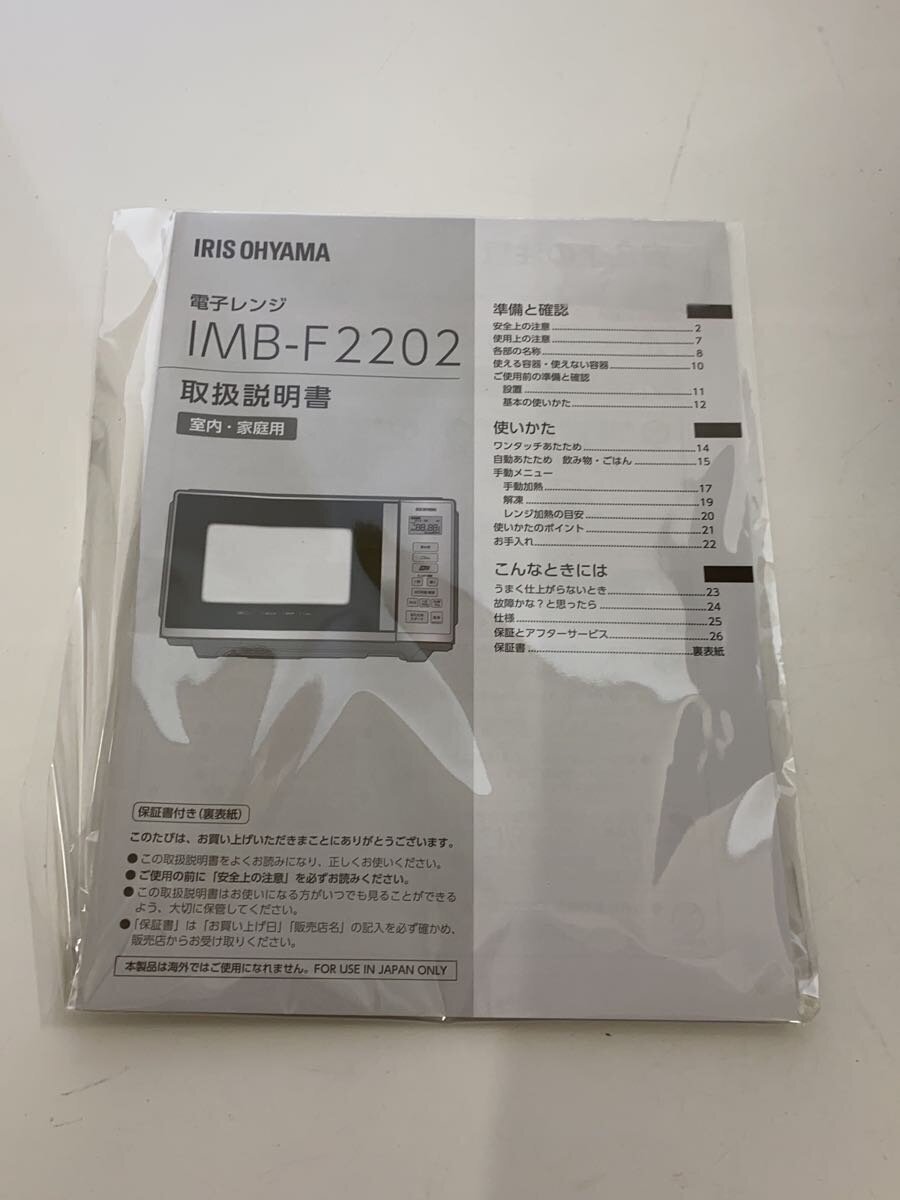 IRIS OHYAMA
電子レンジ
IMB-F2202
取扱説明書
室内・家庭用
IRIS OHYAMA
保証書付き（裏表紙）
このたびは、お買い上げいただきまことにありがとうございます。
●この取扱説明書をよくお読みになり、正しくお使いください。
●ご使用の前に「安全上の注意」を必ずお読みください。
●この取扱説明書はお使いになる方がいつでも見ることができる
よう、大切に保管してください。
●「保証書」は「お買い上げ日」「販売店名」の記入を必ず確かめ、
販売店からお受け取りください。
本製品は海外ではご使用になれません。FOR USE IN JAPAN ONLY
準備と確認
安全上の注意 2
使用上の注意 7
各部の名称 8
使える容器・使えない容器 10
ご使用前の準備と確認
設置 11
基本の使いかた 12
使いかた
ワンタッチあたため 14
自動あたため 飲み物・ごはん 15
手動メニュー
手動加熱 17
解凍 19
レンジ加熱の目安 20
使いかたのポイント 21
お手入れ 22
こんなときには
うまく仕上がらないとき 23
故障かな？と思ったら 24
仕様 25
保証とアフターサービス 26
保証書 裏表紙